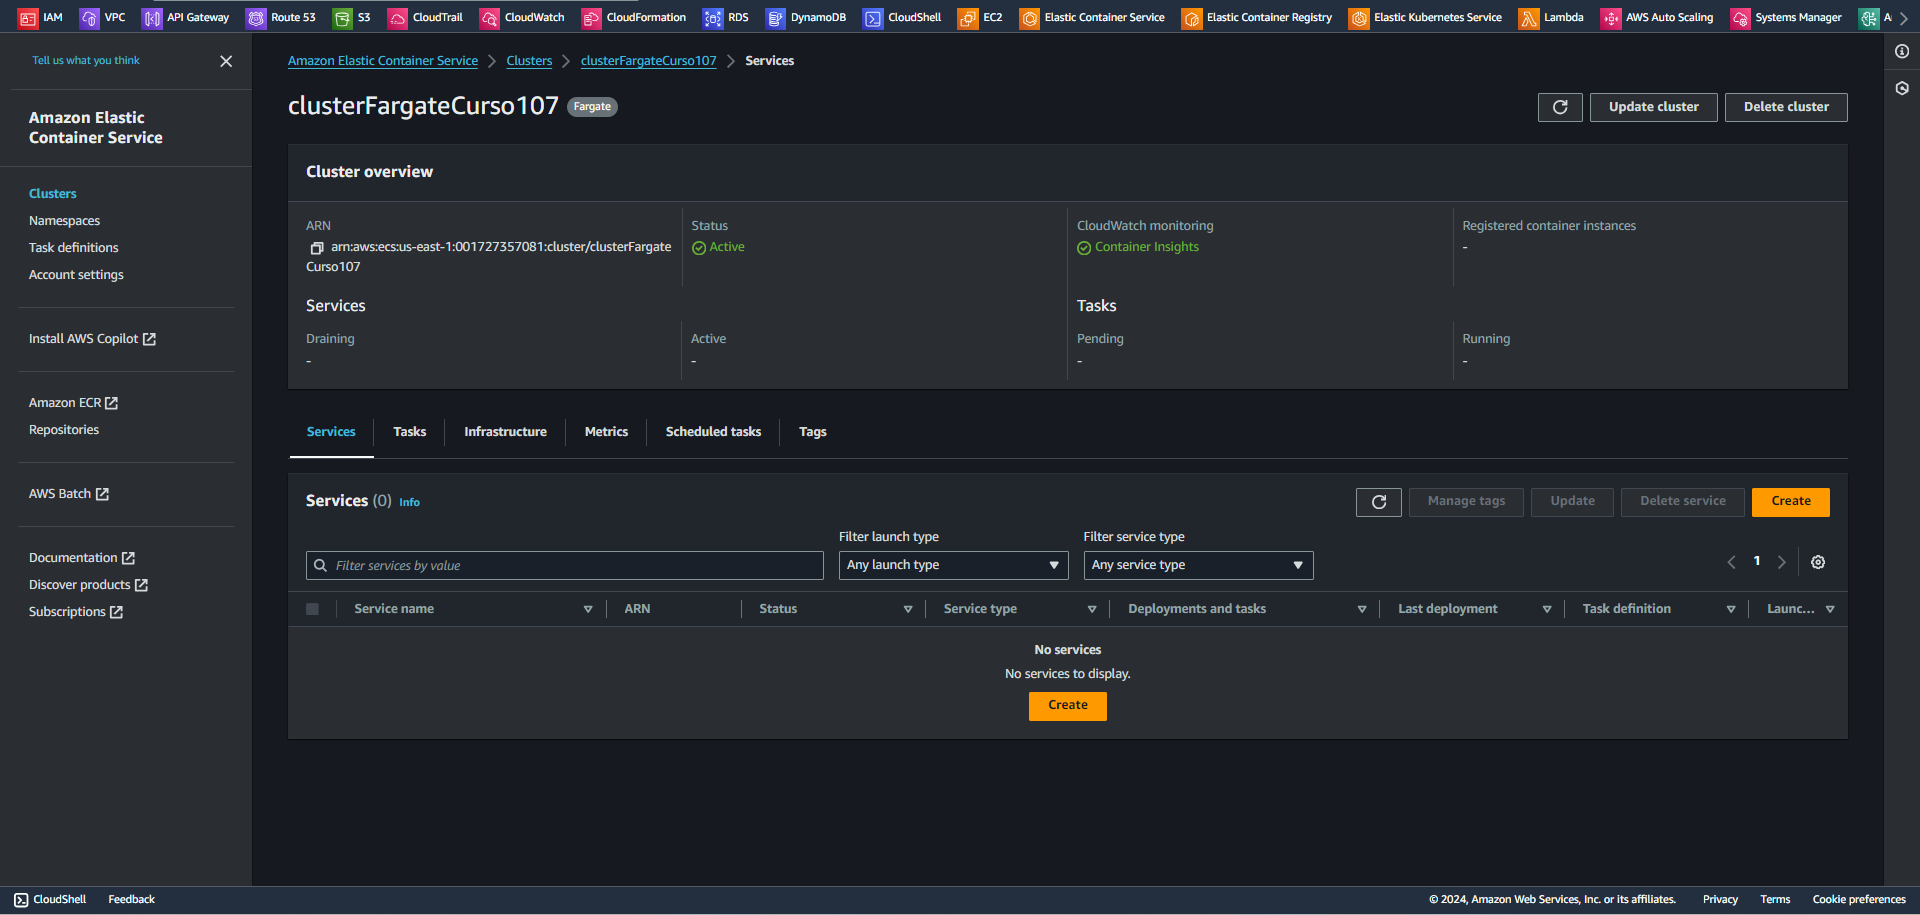 IAM VPC API Gateway Route 53 S3 CloudTrail CloudWatch CloudFormation RDS DynamoDB CloudShell EC2 Elastic Container Service Elastic Container Registry Elastic Kubernetes Service Lambda AWS Auto Scaling Systems Manager
Tell us what you think
Amazon Elastic
Container Service
Clusters
Namespaces
Task definitions
Account settings
Install AWS Copilot
Amazon ECR
Repositories
AWS Batch
Documentation
Discover products
Subscriptions
Amazon Elastic Container Service Clusters clusterFargateCurso107 Services
clusterFargateCurso107 Fargate Update cluster Delete cluster
Cluster overview
ARN
arn:aws:ecs:us-east-1:001727357081:cluster/clusterFargate
Curso107
Status
Active
CloudWatch monitoring
Container Insights
Registered container instances
-
Services
Draining
-
Active
-
Tasks
Pending
-
Running
-
Services Tasks Infrastructure Metrics Scheduled tasks Tags
Services (0) Info Manage tags Update Delete service Create
Filter launch type Filter service type
Filter services by value Any launch type Any service type 1
Service name ARN Status Service type Deployments and tasks Last deployment Task definition Launc...
No services
No services to display.
Create
CloudShell Feedback © 2024, Amazon Web Services, Inc. or its affiliates. Privacy Terms Cookie preferences